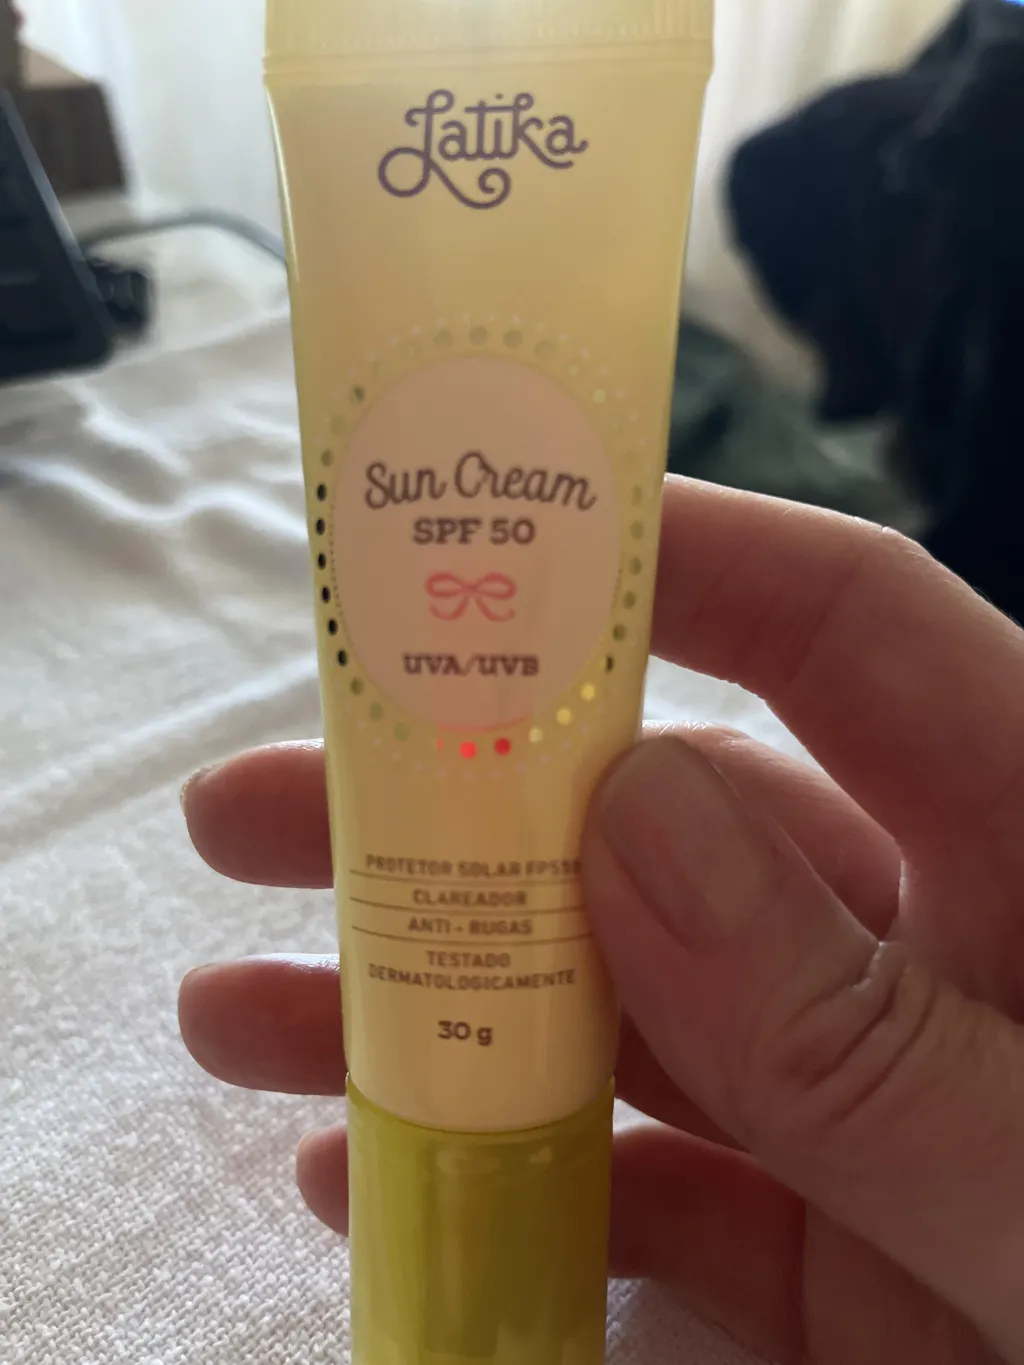 Latika
Sun Cream
SPF 50
UVA/UVB
PROTETOR SOLAR FPS50
CLAREADOR
ANTI - RUGAS
TESTADO
DERMATOLOGICAMENTE
30 g